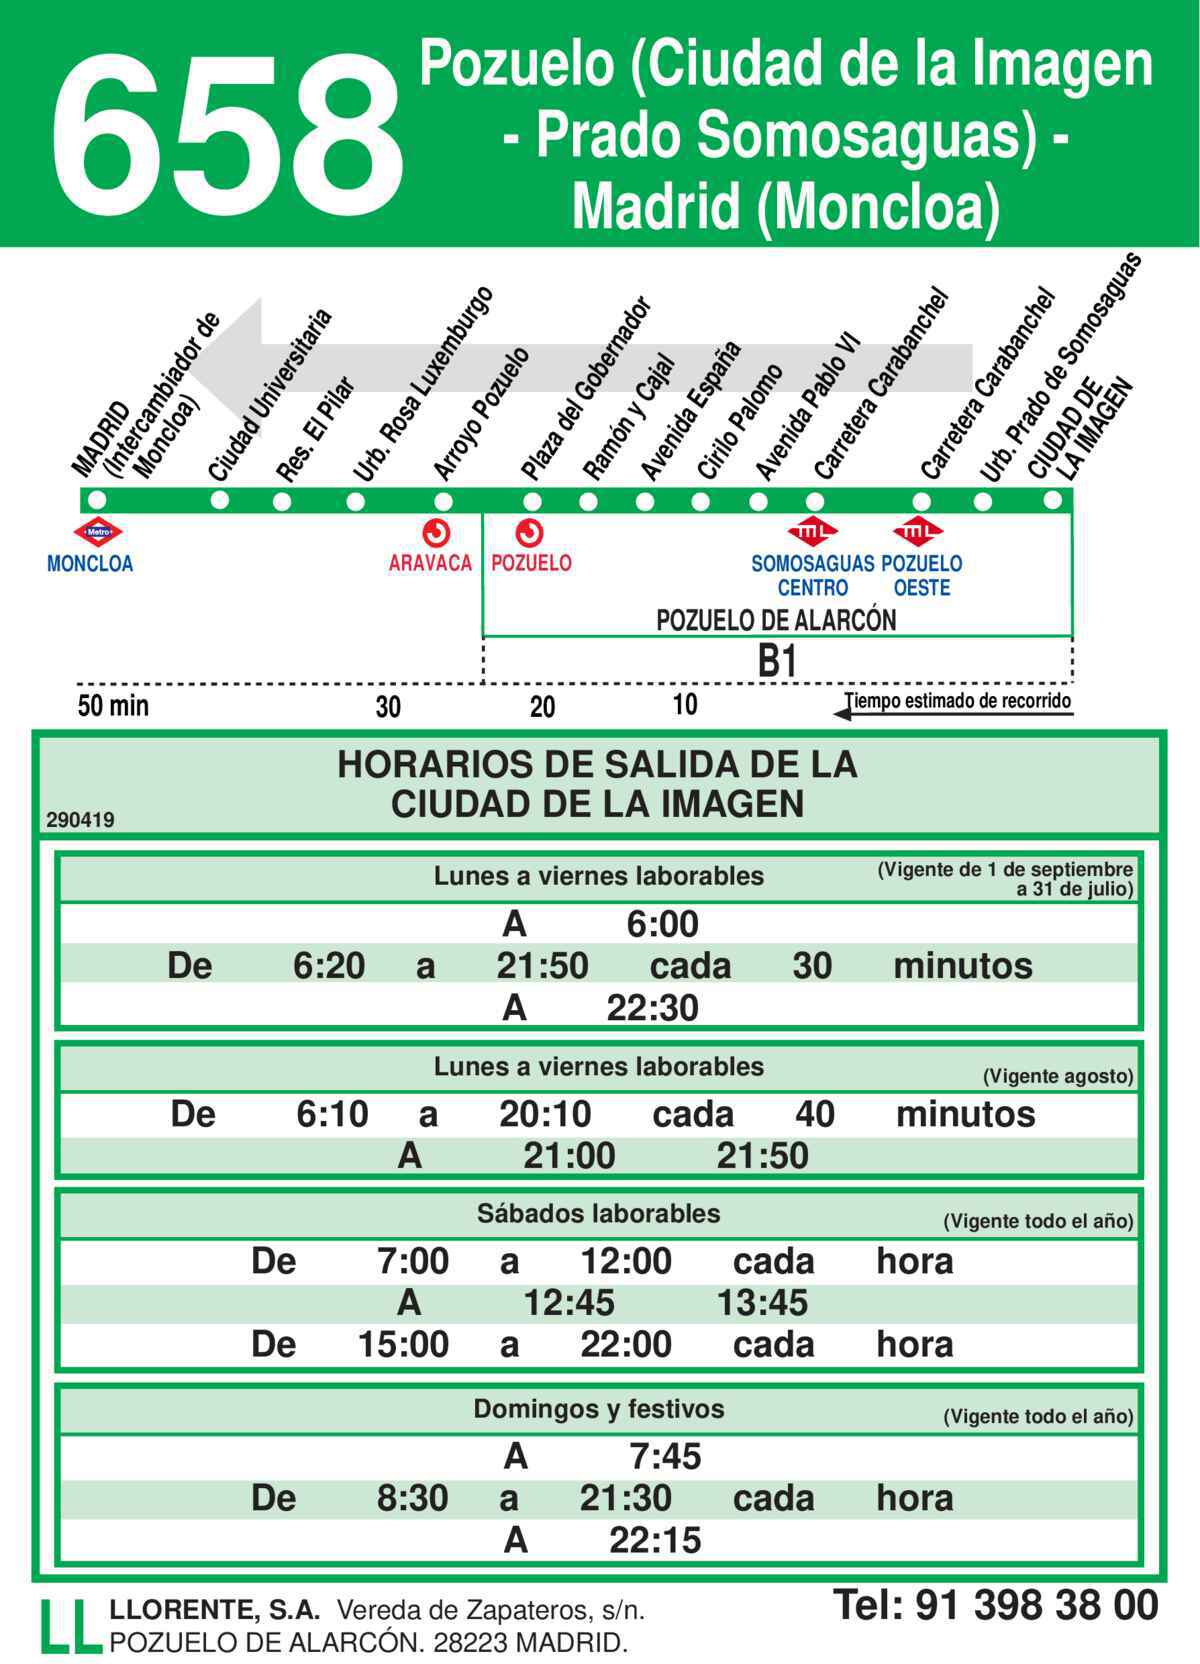 658
Pozuelo (Ciudad de la Imagen
- Prado Somosaguas) -
Madrid (Moncloa)
MADRID
(Intercambiador de
Moncloa)
Ciudad Universitaria
Res. El Pilar
Urb. Rosa Luxemburgo
Arroyo Pozuelo
Plaza del Gobernador
Ramón y Cajal
Avenida España
Cirilo Palomo
Avenida Pablo VI
Carretera Carabanchel
Carretera Carabanchel
Urb. Prado de Somosaguas
CIUDAD DE
LA IMAGEN
Metro
ML
ML
MONCLOA
ARAVACA
POZUELO
SOMOSAGUAS
CENTRO
POZUELO
OESTE
POZUELO DE ALARCÓN
B1
50 min
30
20
10
Tiempo estimado de recorrido
HORARIOS DE SALIDA DE LA
CIUDAD DE LA IMAGEN
290419
Lunes a viernes laborables
(Vigente de 1 de septiembre
a 31 de julio)
A 6:00
De 6:20 a 21:50 cada 30 minutos
A 22:30
Lunes a viernes laborables
(Vigente agosto)
De 6:10 a 20:10 cada 40 minutos
A 21:00 21:50
Sábados laborables
(Vigente todo el año)
De 7:00 a 12:00 cada hora
A 12:45 13:45
De 15:00 a 22:00 cada hora
Domingos y festivos
(Vigente todo el año)
A 7:45
De 8:30 a 21:30 cada hora
A 22:15
LL
LLORENTE, S.A. Vereda de Zapateros, s/n.
POZUELO DE ALARCÓN. 28223 MADRID.
Tel: 91 398 38 00